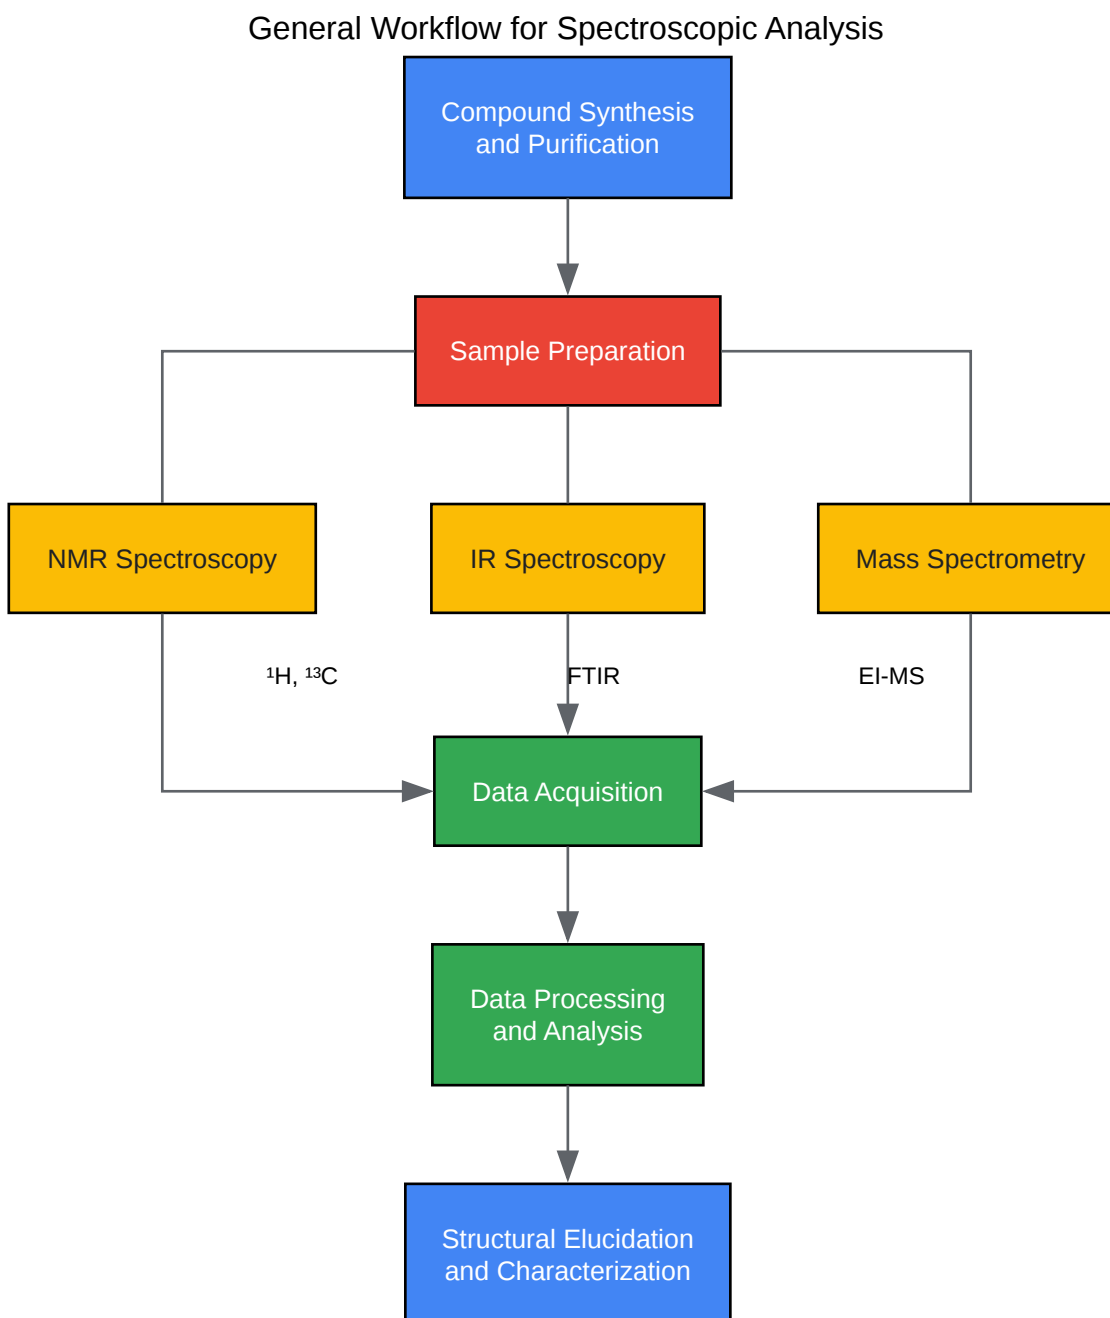 General Workflow for Spectroscopic Analysis
Compound Synthesis
and Purification
Sample Preparation
NMR Spectroscopy
IR Spectroscopy
Mass Spectrometry
¹H, ¹³C
FTIR
EI-MS
Data Acquisition
Data Processing
and Analysis
Structural Elucidation
and Characterization